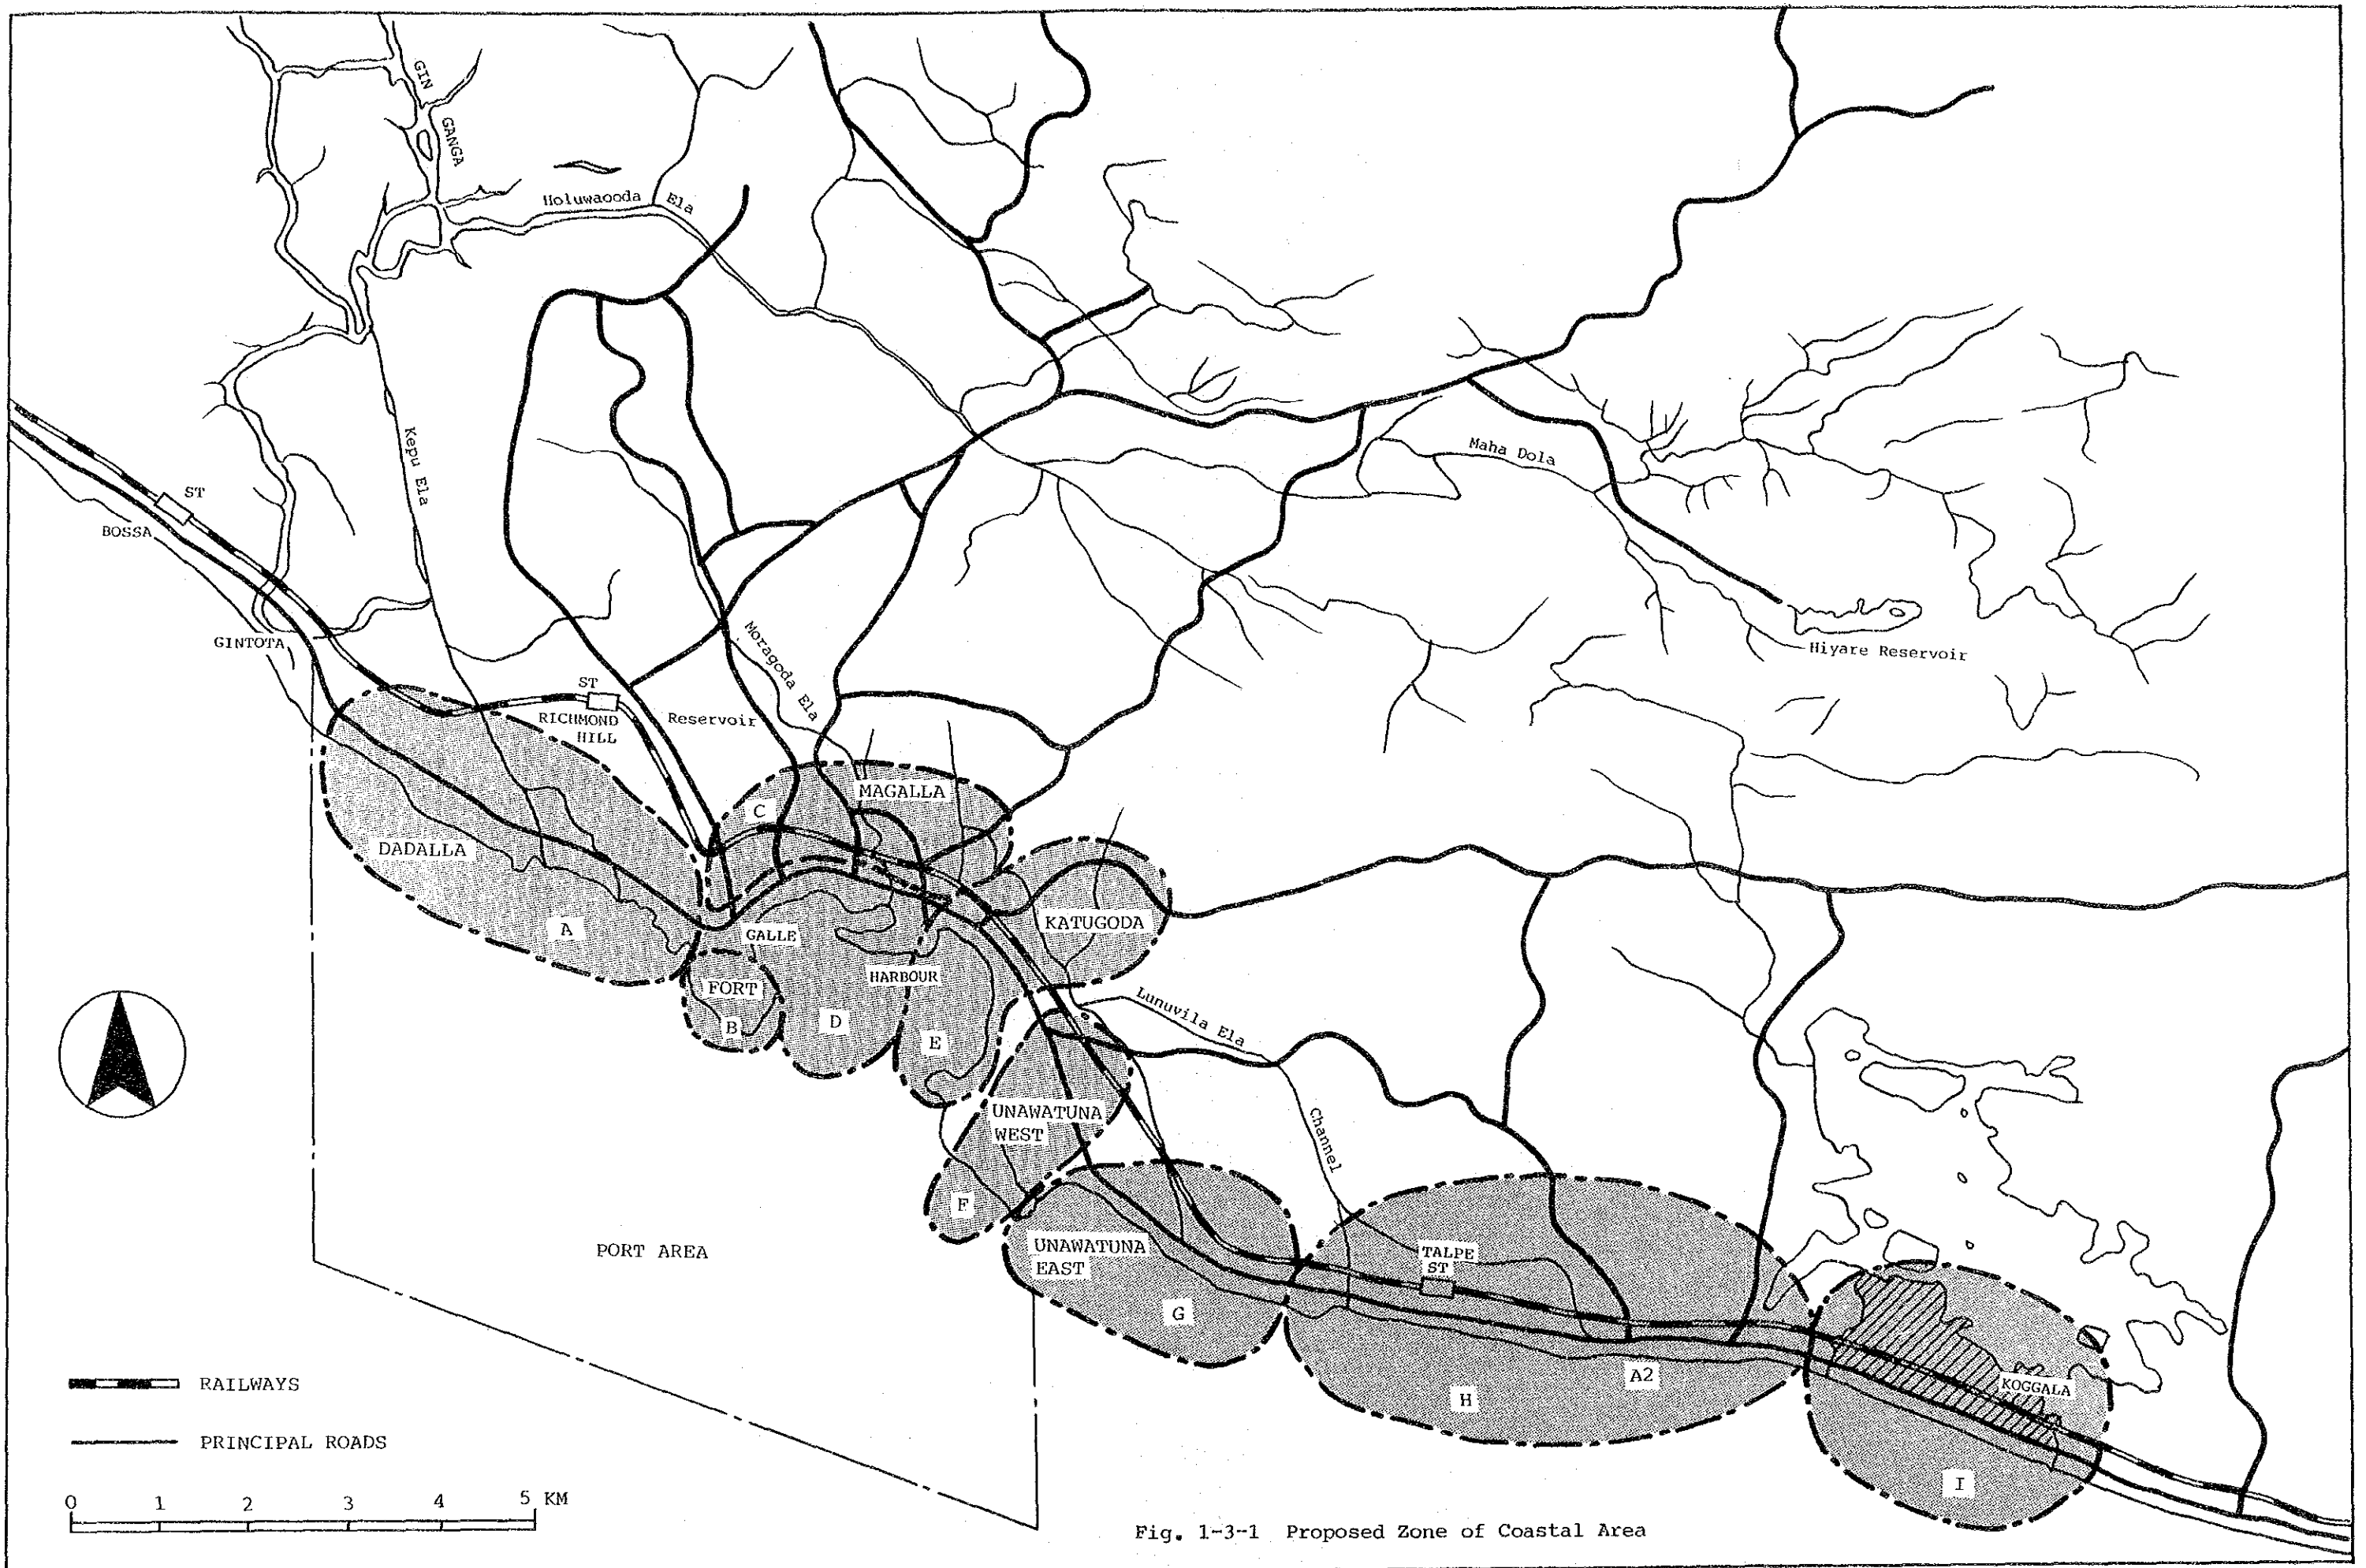 GIN
GANGA
Holuwaooda Ela
Kepu Ela
Maha Dola
ST
BOSSA
GINTOTA
Moragoda Ela
Hiyare Reservoir
ST
RICHMOND
HILL
Reservoir
MAGALLA
C
DADALLA
A
GALLE
KATUGODA
HARBOUR
FORT
B
D
E
Lunuvila Ela
UNAWATUNA
WEST
Channel
F
UNAWATUNA
EAST
G
TALPE
ST
PORT AREA
A2
H
KOGGALA
I
RAILWAYS
PRINCIPAL ROADS
0 1 2 3 4 5 KM
Fig. 1-3-1 Proposed Zone of Coastal Area